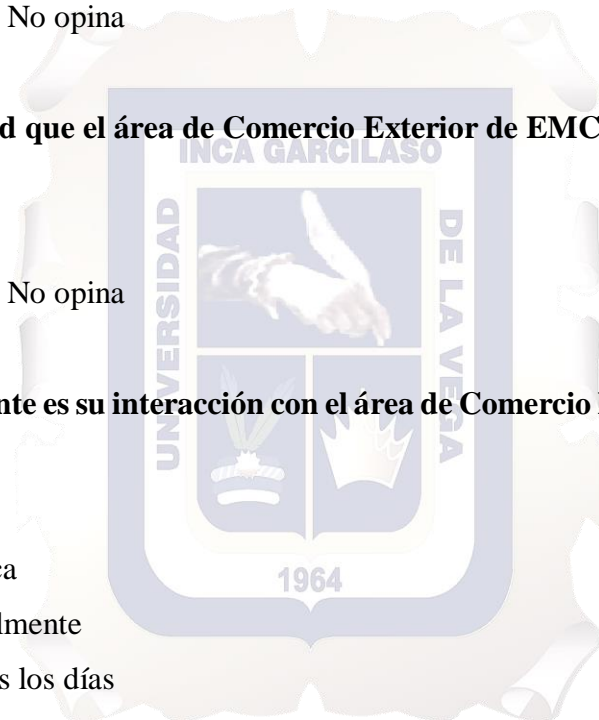 No opina
d que el área de Comercio Exterior de EMC
INCA GARCILASO
UNIVERSIDAD
DE LA VEGA
No opina
nte es su interacción con el área de Comercio
ca
1964
lmente
s los días